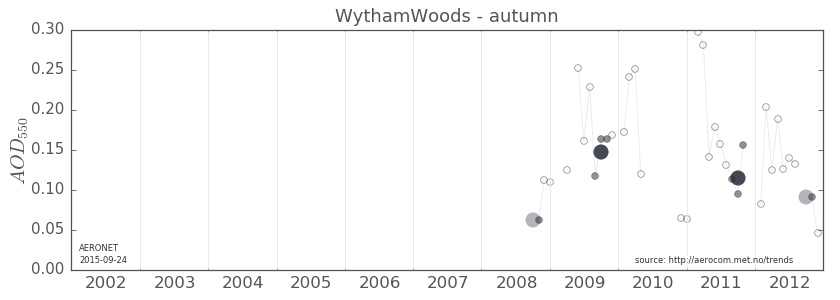 WythamWoods - autumn
0.30
0.25
0.20
0.15
0.10
0.05
0.00
AOD550
AERONET
2015-09-24
source: http://aerocom.met.no/trends
2002 2003 2004 2005 2006 2007 2008 2009 2010 2011 2012